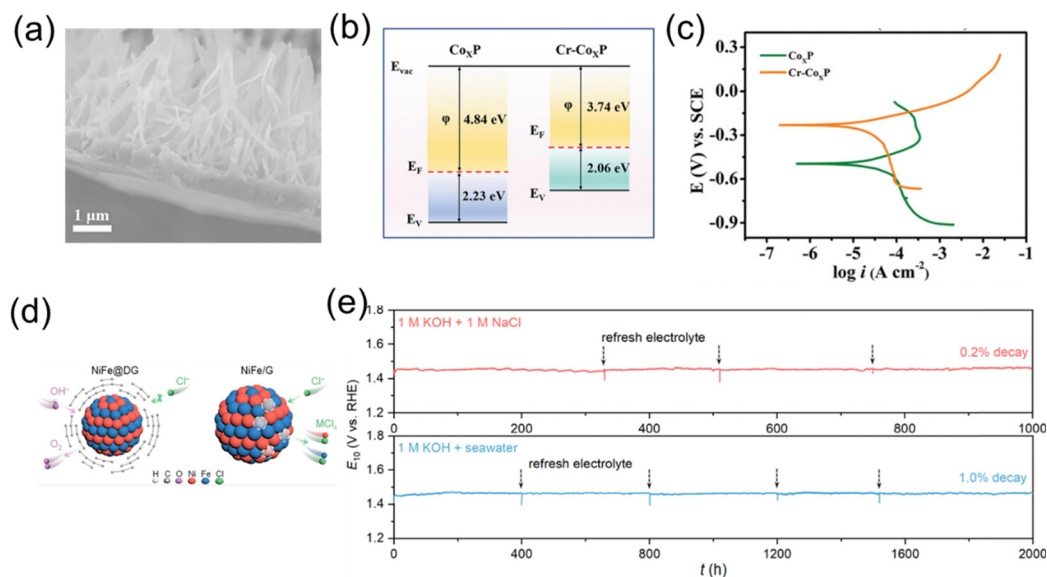 (a)
1 μm
(b)
CoXP
Cr-CoXP
Evac
φ
4.84 eV
φ
3.74 eV
EF
EF
2.23 eV
2.06 eV
EV
EV
(c)
CoXP
Cr-CoXP
E (V) vs. SCE
0.3
0.0
-0.3
-0.6
-0.9
-7 -6 -5 -4 -3 -2 -1
log i (A cm-2)
(d)
NiFe@DG
NiFe/G
OH-
Cl-
Cl-
O2
MClx
H C O Ni Fe Cl
(e)
E10 (V vs. RHE)
1.8
1.6
1.4
1.2
1 M KOH + 1 M NaCl
refresh electrolyte
0.2% decay
0 200 400 600 800 1000
1.8
1.6
1.4
1.2
1 M KOH + seawater
refresh electrolyte
1.0% decay
0 400 800 1200 1600 2000
t (h)